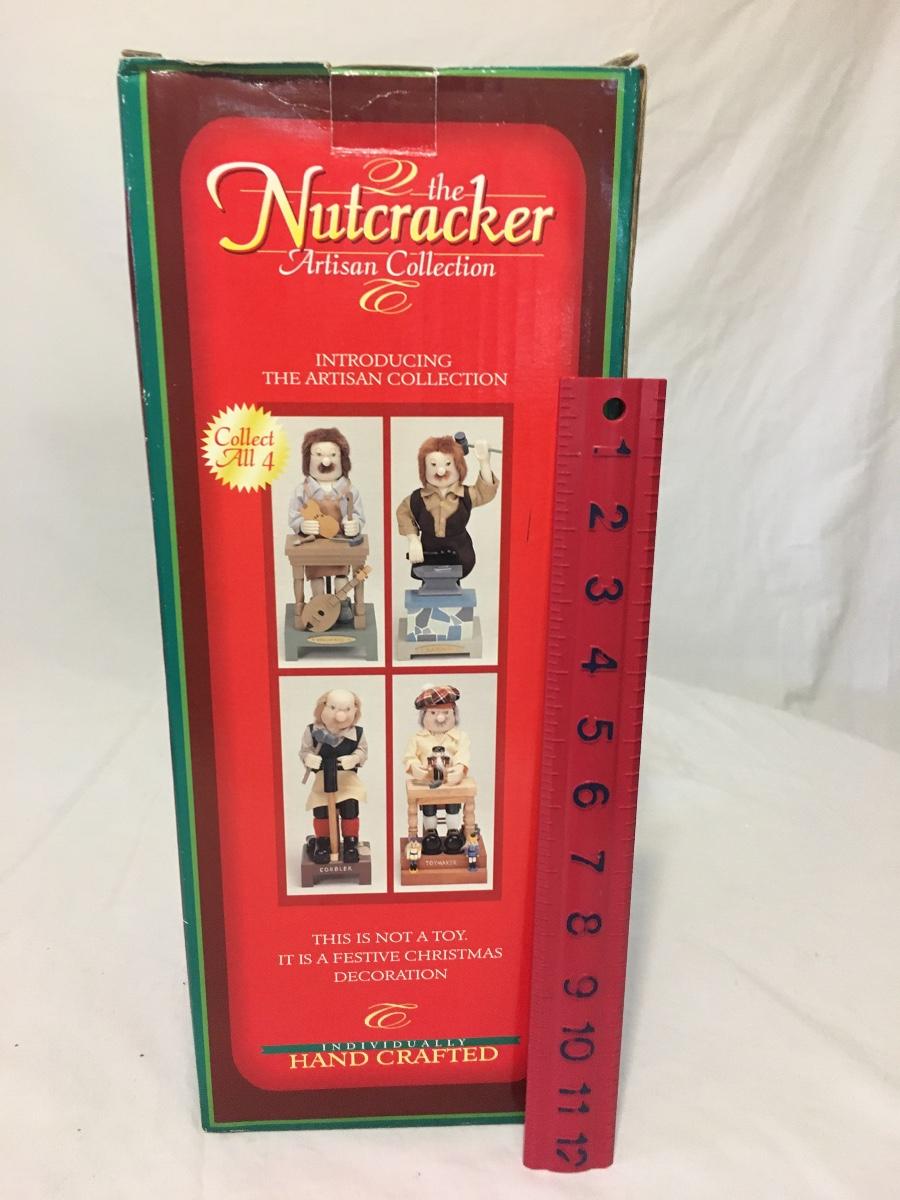 the
Nutcracker
Artisan Collection
INTRODUCING
THE ARTISAN COLLECTION
Collect
All 4
COBBLER
TOYMAKER
THIS IS NOT A TOY.
IT IS A FESTIVE CHRISTMAS
DECORATION
INDIVIDUALLY
HAND CRAFTED
1
2
3
4
5
6
7
8
9
10
11
12